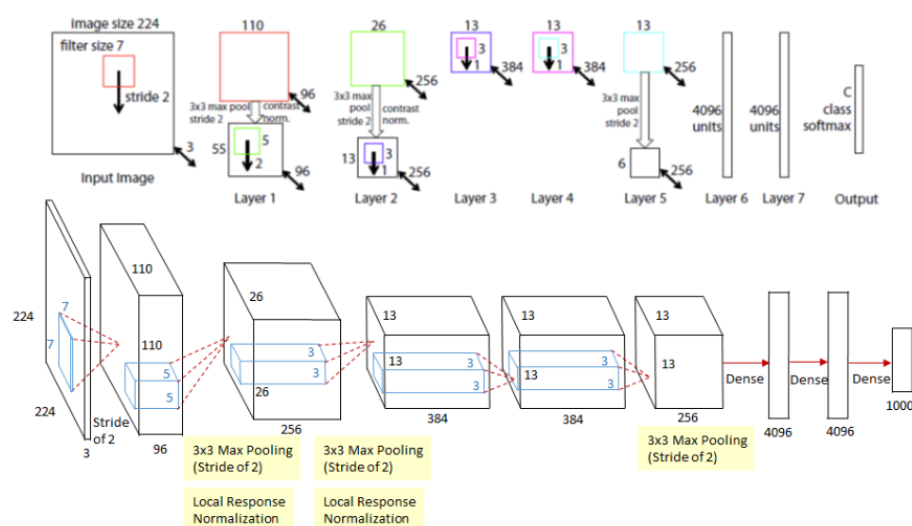 Image size 224
110
26
13
13
13
filter size 7
stride 2
3
Input Image
3x3 max pool
stride 2
contrast
norm.
96
55
5
2
96
Layer 1
3x3 max
pool
stride 2
contrast
norm.
256
13
3
1
256
Layer 2
3
1
384
Layer 3
3
1
384
Layer 4
256
3x3 max
pool
stride 2
6
256
Layer 5
4096
units
Layer 6
4096
units
Layer 7
C
class
softmax
Output
224
7
7
224
3
Stride
of 2
110
110
5
5
96
26
3
3
26
256
13
13
3
3
384
13
13
3
3
384
13
13
256
Dense
4096
Dense
4096
Dense
1000
3x3 Max Pooling
(Stride of 2)
Local Response
Normalization
3x3 Max Pooling
(Stride of 2)
Local Response
Normalization
3x3 Max Pooling
(Stride of 2)